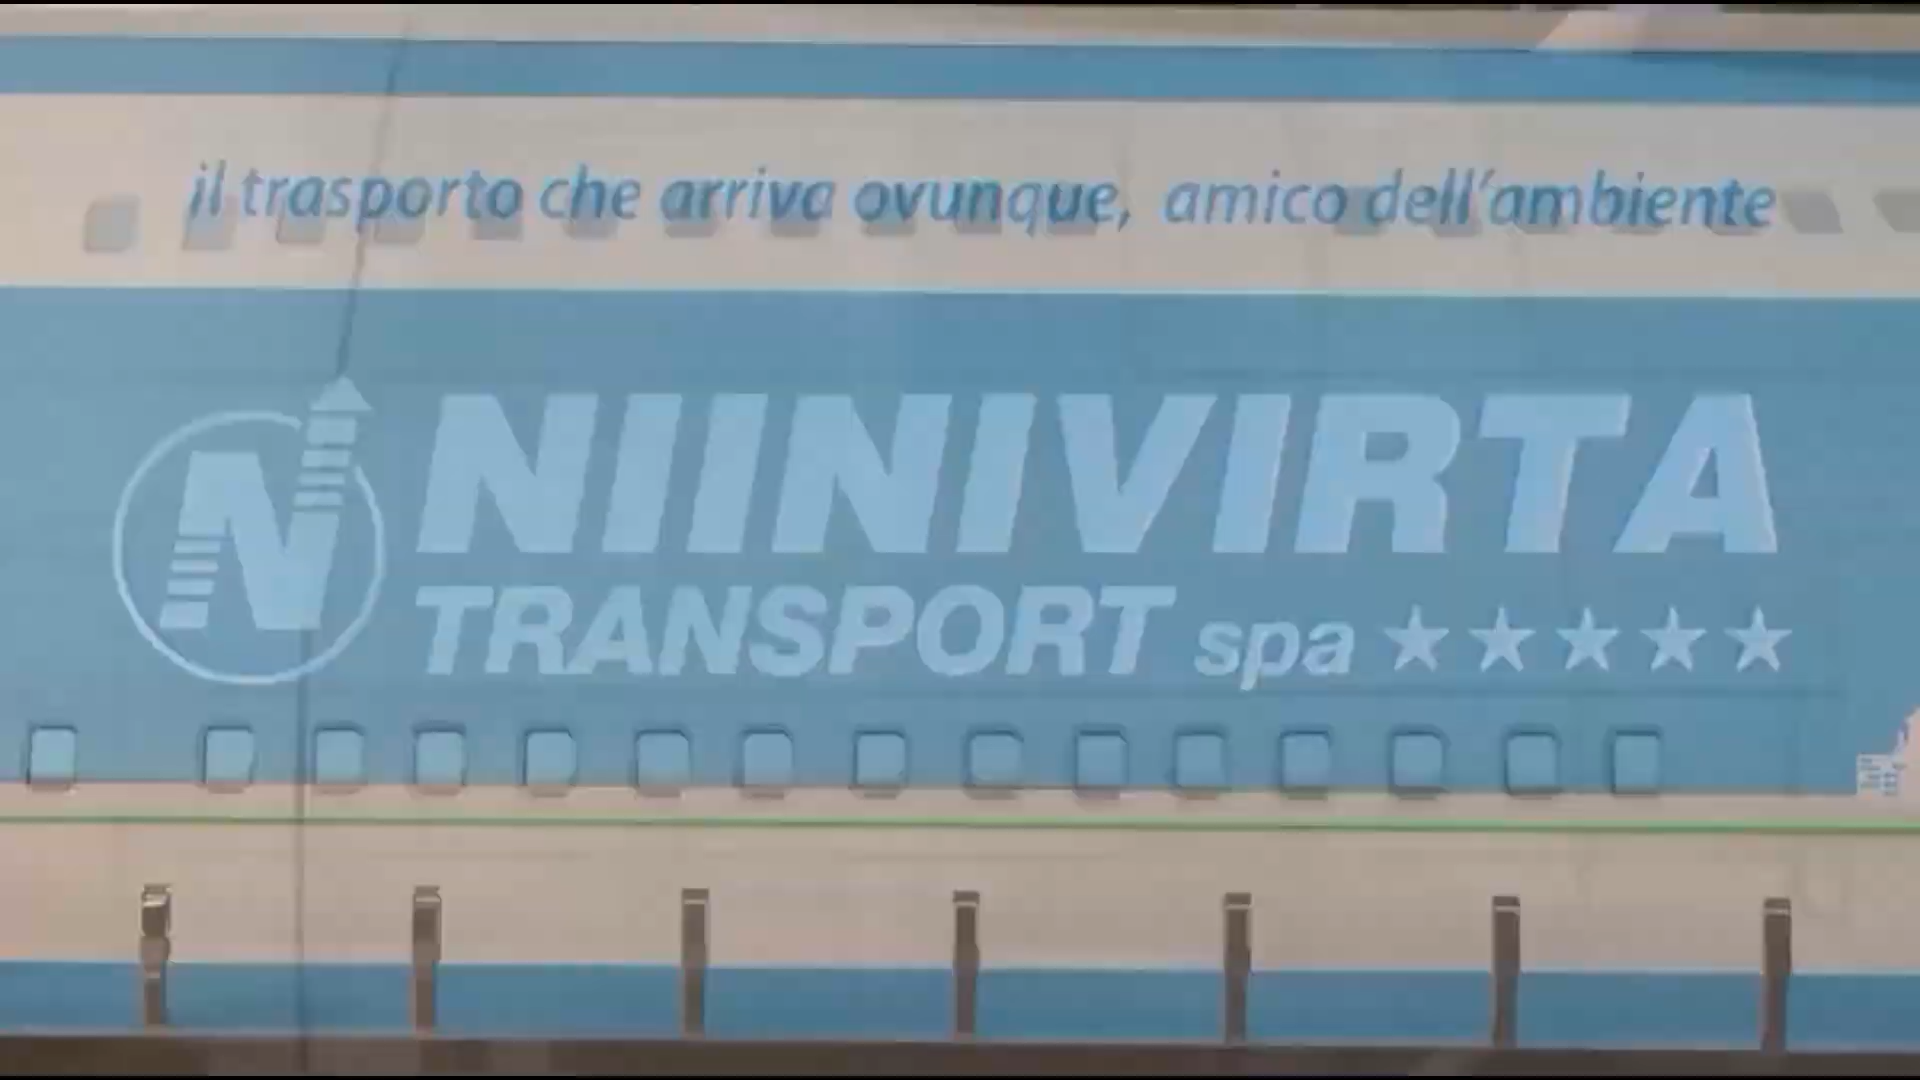 il trasporto che arriva ovunque, amico dell'ambiente
N NIINIVIRTA
TRANSPORT spa ★★★★★